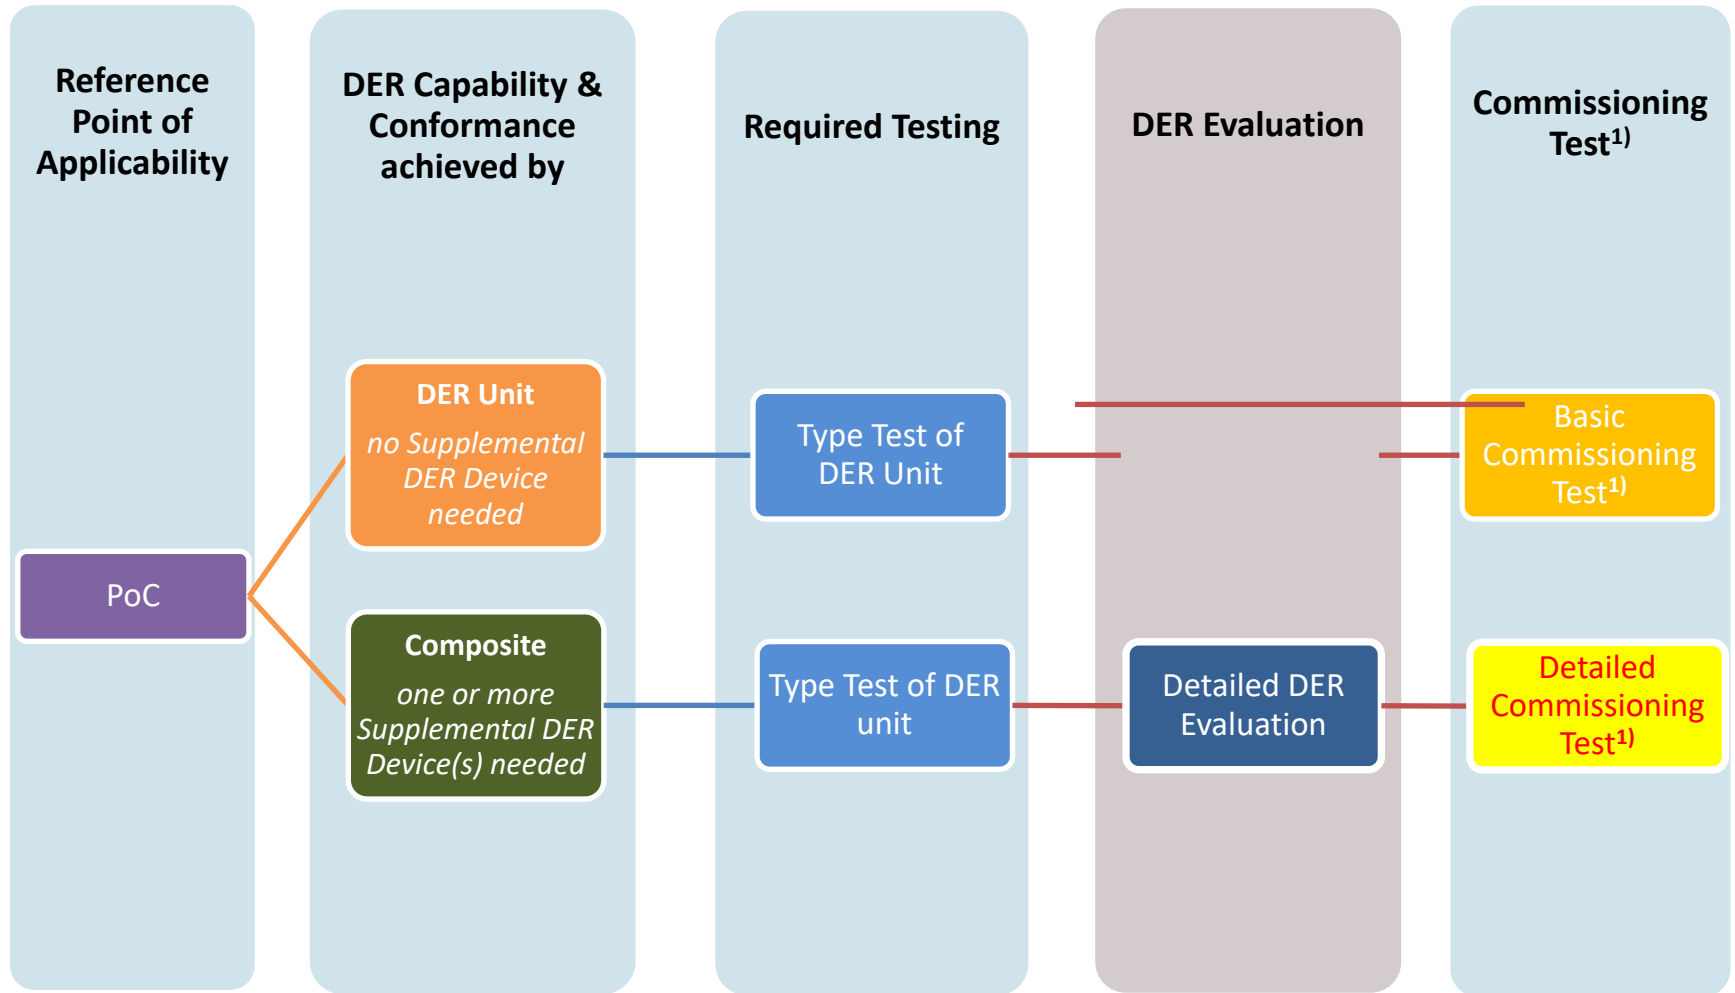 Reference
Point of
Applicability
DER Capability &
Conformance
achieved by
Required Testing
DER Evaluation
Commissioning
Test1)
DER Unit
no Supplemental
DER Device
needed
Type Test of
DER Unit
Basic
Commissioning
Test1)
PoC
Composite
one or more
Supplemental DER
Device(s) needed
Type Test of DER
unit
Detailed DER
Evaluation
Detailed
Commissioning
Test1)